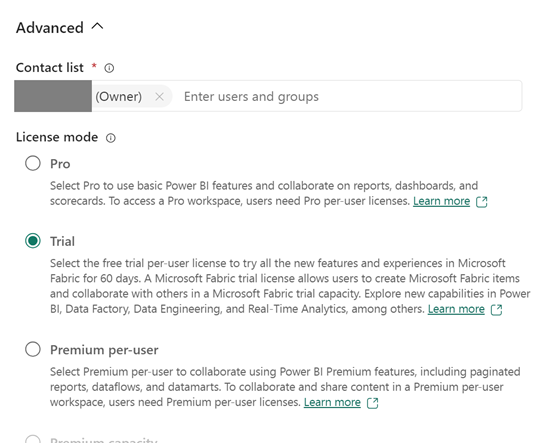 Advanced
Contact list *
(Owner) Enter users and groups
License mode
Pro
Select Pro to use basic Power BI features and collaborate on reports, dashboards, and
scorecards. To access a Pro workspace, users need Pro per-user licenses. Learn more
Trial
Select the free trial per-user license to try all the new features and experiences in Microsoft
Fabric for 60 days. A Microsoft Fabric trial license allows users to create Microsoft Fabric items
and collaborate with others in a Microsoft Fabric trial capacity. Explore new capabilities in Power
BI, Data Factory, Data Engineering, and Real-Time Analytics, among others. Learn more
Premium per-user
Select Premium per-user to collaborate using Power BI Premium features, including paginated
reports, dataflows, and datamarts. To collaborate and share content in a Premium per-user
workspace, users need Premium per-user licenses. Learn more
Premium capacity